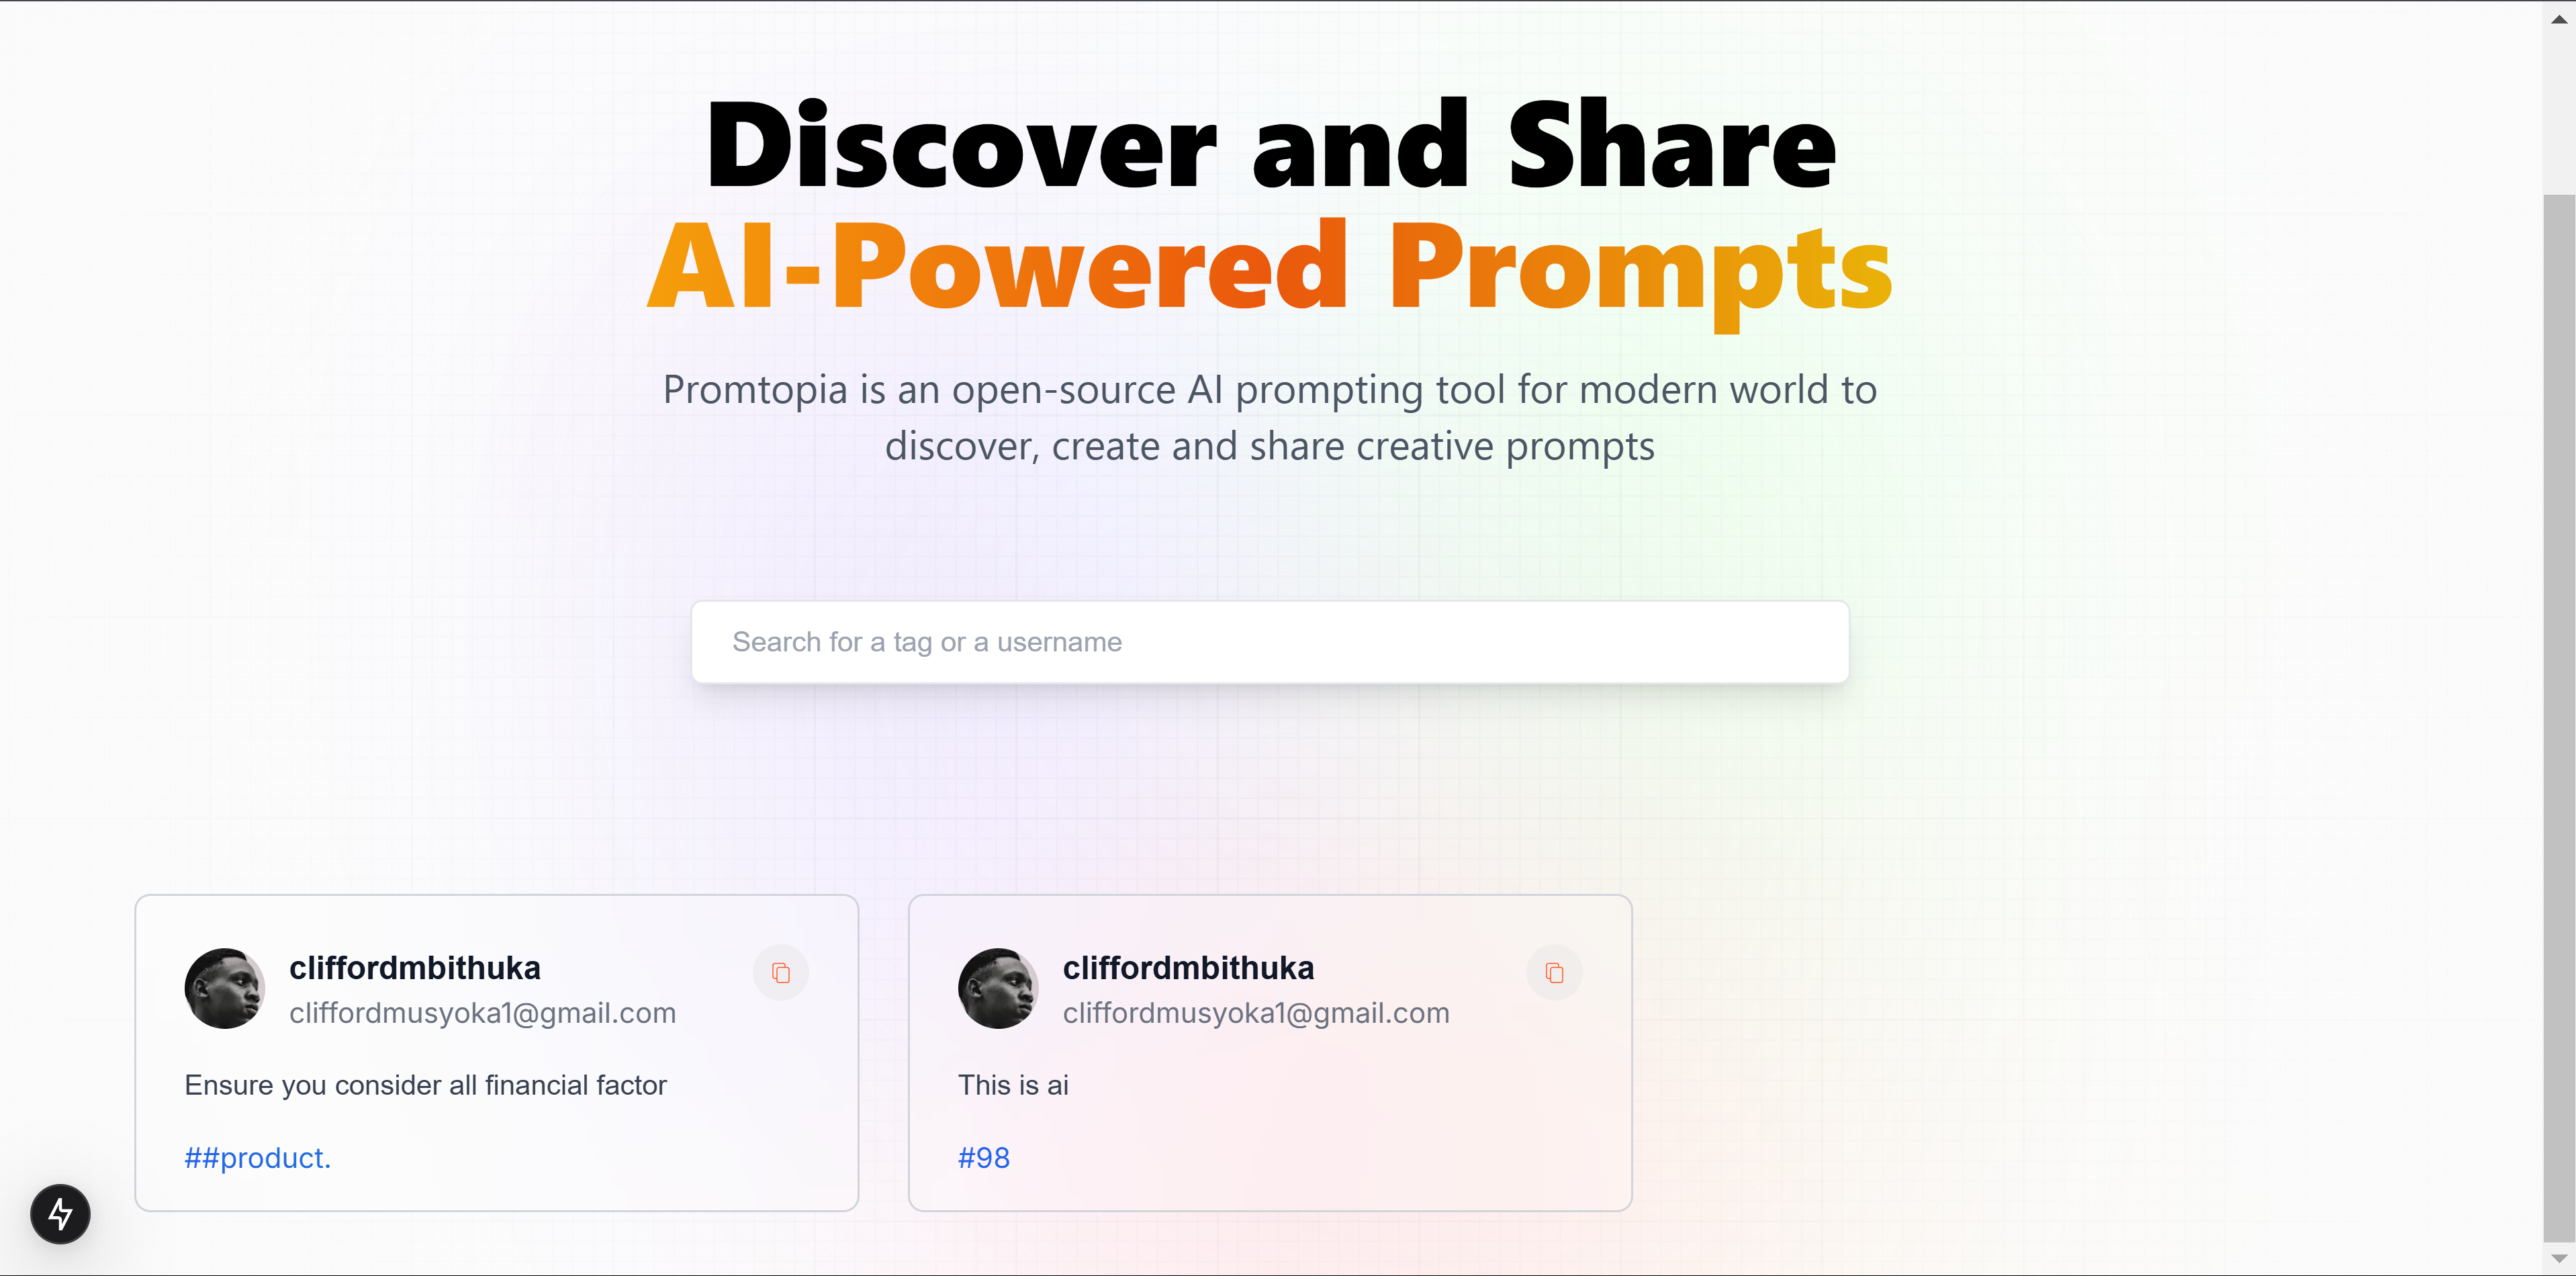 Discover and Share
AI-Powered Prompts
Promtopia is an open-source AI prompting tool for modern world to
discover, create and share creative prompts
Search for a tag or a username
cliffordmbithuka
cliffordmusyoka1@gmail.com
Ensure you consider all financial factor
##product.
cliffordmbithuka
cliffordmusyoka1@gmail.com
This is ai
#98